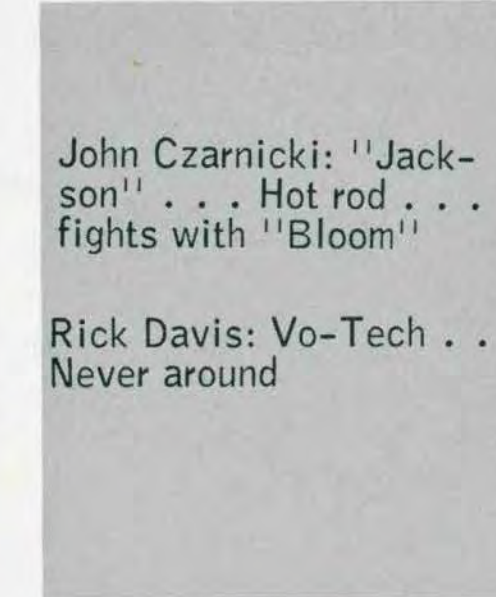 John Czarnicki: "Jack-
son" . . . Hot rod . . .
fights with "Bloom"
Rick Davis: Vo-Tech . .
Never around